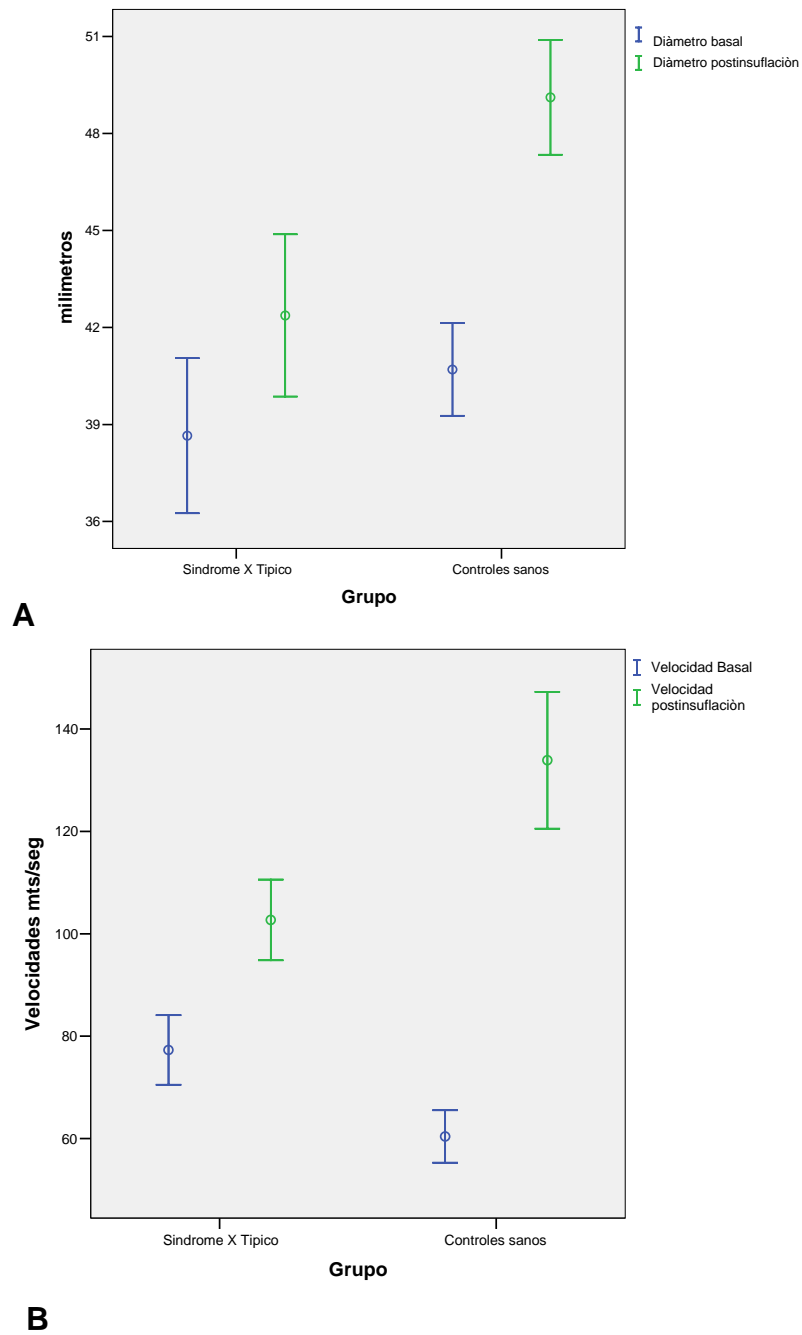 51
48
45
42
39
36
milimetros
Sindrome X Tipico
Controles sanos
Grupo
Diàmetro basal
Diàmetro postinsuflaciòn
A
140
120
100
80
60
Velocidades mts/seg
Sindrome X Tipico
Controles sanos
Grupo
Velocidad Basal
Velocidad
postinsuflaciòn
B